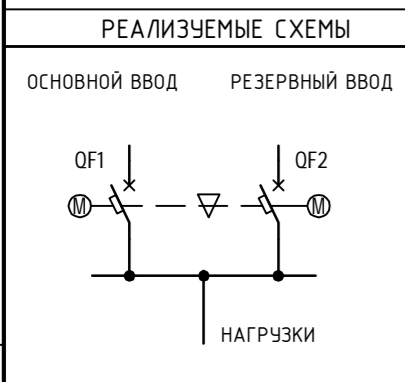 РЕАЛИЗУЕМЫЕ СХЕМЫ
ОСНОВНОЙ ВВОД РЕЗЕРВНЫЙ ВВОД
QF1 QF2
M M
НАГРУЗКИ